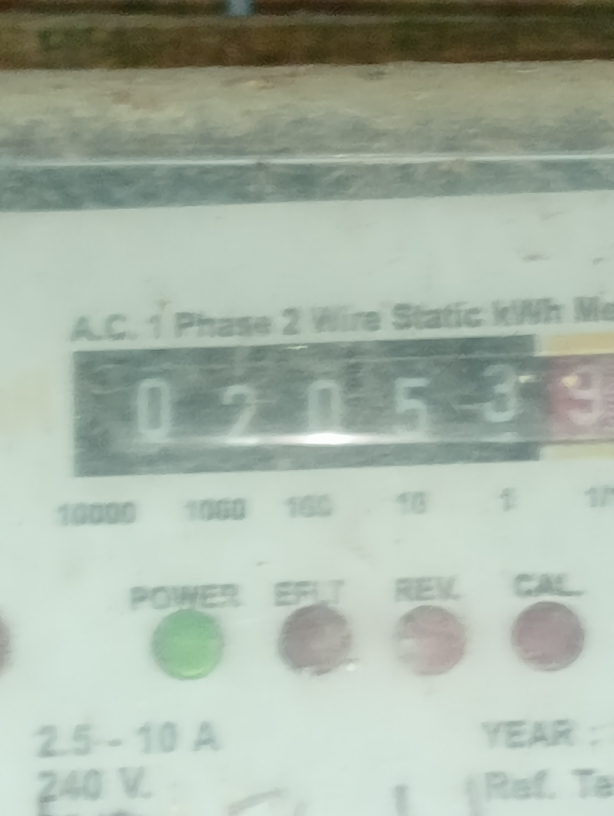 A.C. 1 Phase 2 Wire Static kWh
0 2 0 5 3 9
10000 1000 100 10 1
POWER EFLT REV. CAL.
2.5 - 10 A YEAR :
240 V. Ref.